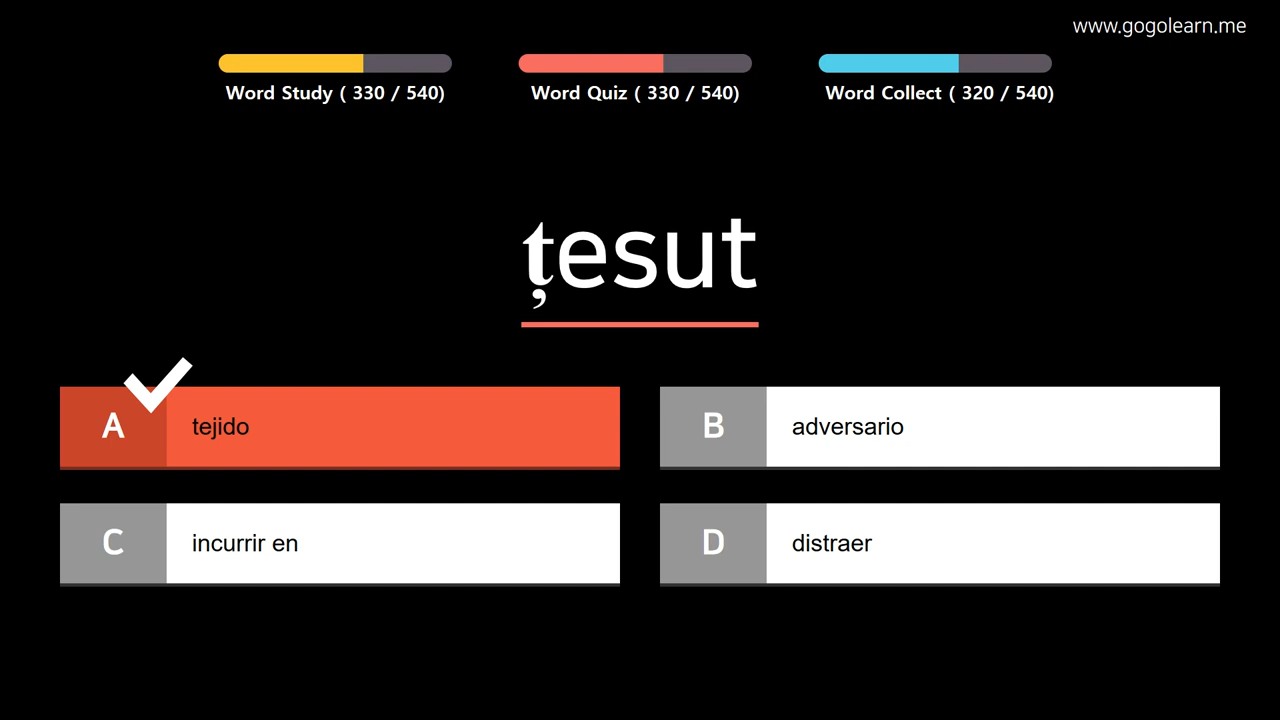 www.gogolearn.me
Word Study ( 330 / 540)
Word Quiz ( 330 / 540)
Word Collect ( 320 / 540)
țesut
A tejido
B adversario
C incurrir en
D distraer